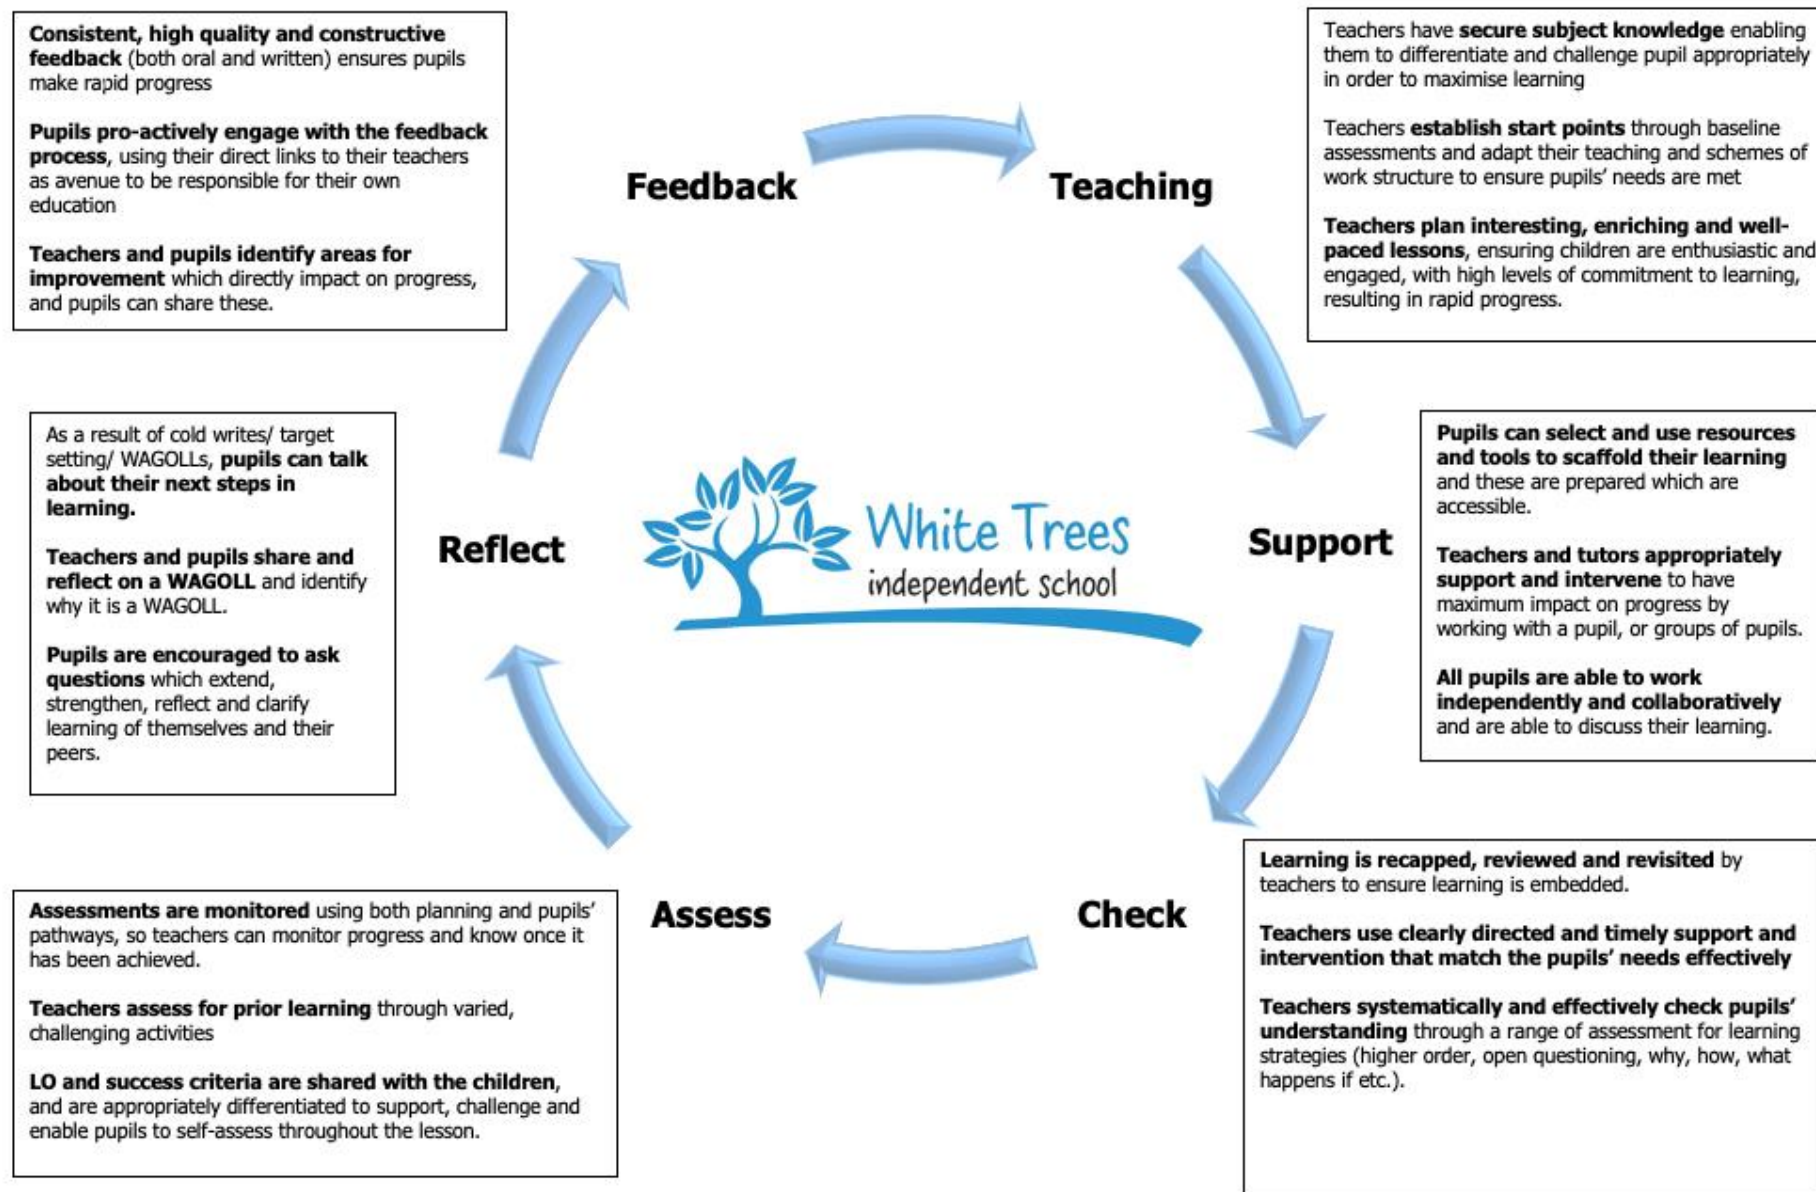 Consistent, high quality and constructive
feedback (both oral and written) ensures pupils
make rapid progress
Pupils pro-actively engage with the feedback
process, using their direct links to their teachers
as avenue to be responsible for their own
education
Teachers and pupils identify areas for
improvement which directly impact on progress,
and pupils can share these.
Feedback
Teaching
Teachers have secure subject knowledge enabling
them to differentiate and challenge pupil appropriately
in order to maximise learning
Teachers establish start points through baseline
assessments and adapt their teaching and schemes of
work structure to ensure pupils' needs are met
Teachers plan interesting, enriching and well-
paced lessons, ensuring children are enthusiastic and
engaged, with high levels of commitment to learning,
resulting in rapid progress.
As a result of cold writes/ target
setting/ WAGOLLs, pupils can talk
about their next steps in
learning.
Teachers and pupils share and
reflect on a WAGOLL and identify
why it is a WAGOLL.
Pupils are encouraged to ask
questions which extend,
strengthen, reflect and clarify
learning of themselves and their
peers.
Reflect
White Trees
independent school
Support
Pupils can select and use resources
and tools to scaffold their learning
and these are prepared which are
accessible.
Teachers and tutors appropriately
support and intervene to have
maximum impact on progress by
working with a pupil, or groups of pupils.
All pupils are able to work
independently and collaboratively
and are able to discuss their learning.
Assessments are monitored using both planning and pupils'
pathways, so teachers can monitor progress and know once it
has been achieved.
Teachers assess for prior learning through varied,
challenging activities
LO and success criteria are shared with the children,
and are appropriately differentiated to support, challenge and
enable pupils to self-assess throughout the lesson.
Assess
Check
Learning is recapped, reviewed and revisited by
teachers to ensure learning is embedded.
Teachers use clearly directed and timely support and
intervention that match the pupils' needs effectively
Teachers systematically and effectively check pupils'
understanding through a range of assessment for learning
strategies (higher order, open questioning, why, how, what
happens if etc.).